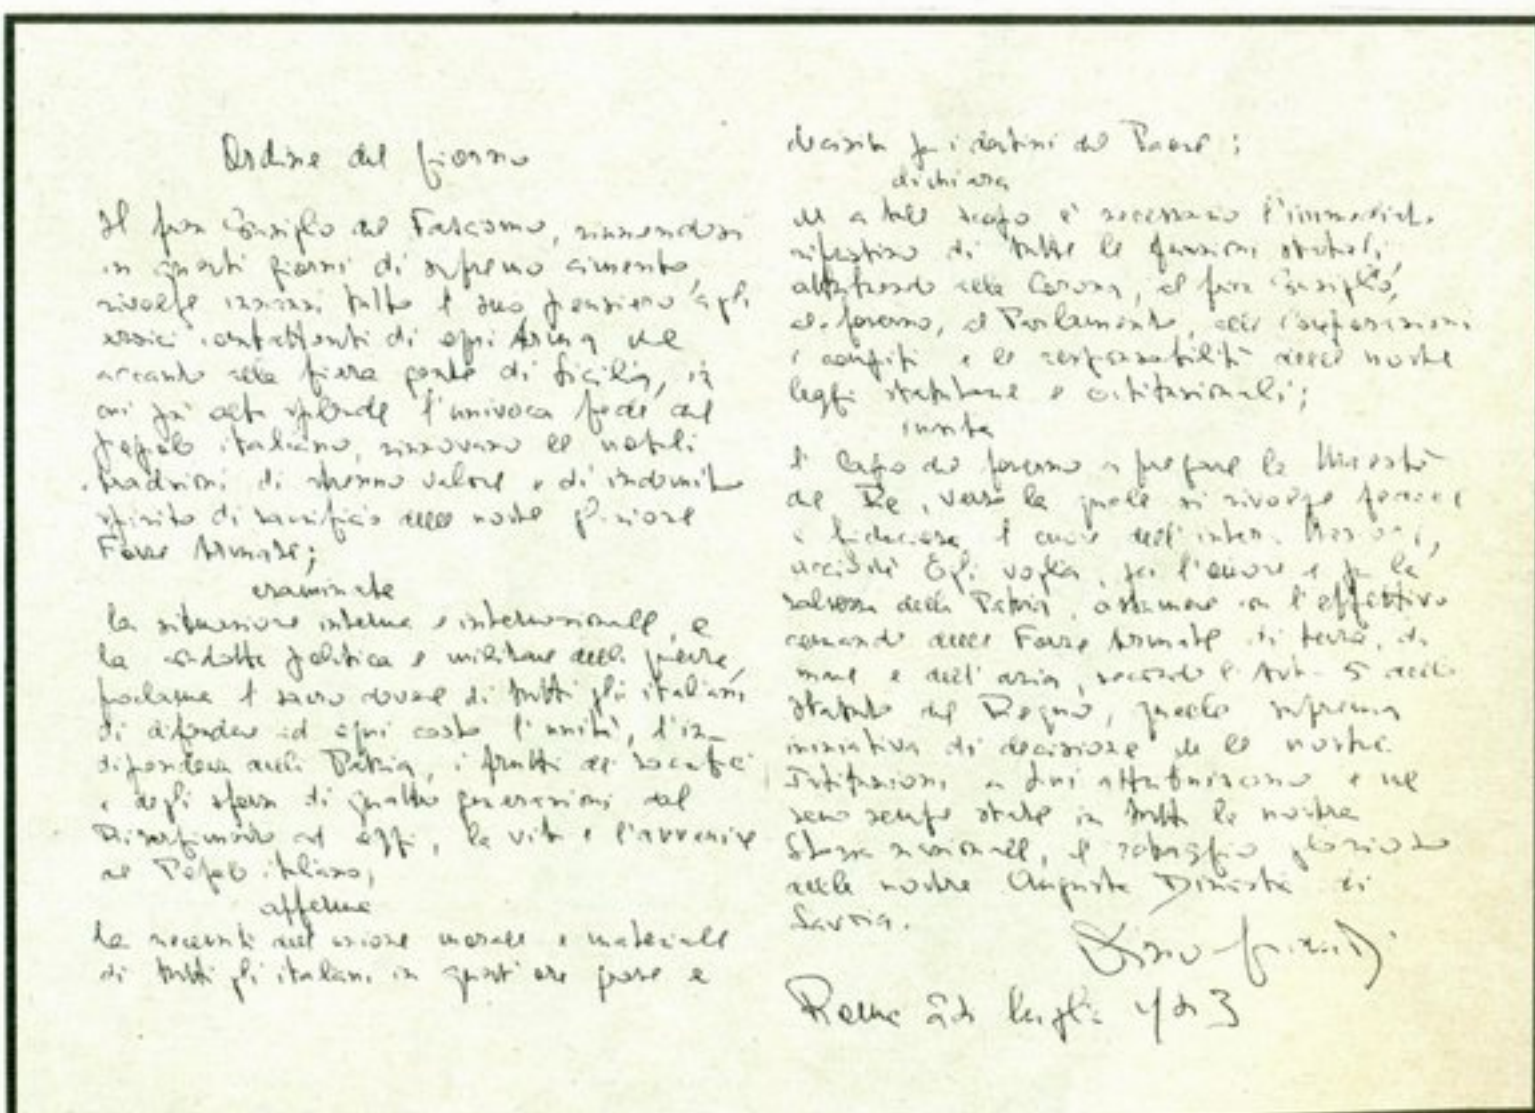 Ordine del giorno
Il Gran Consiglio del Fascismo, riunendosi
in questi giorni di supremo cimento,
rivolge innanzi tutto il suo pensiero agli
eroici combattenti di ogni Arma che
accanto alla fiera gente di Sicilia, in
cui più alta risplende l'univoca fede del
popolo italiano, rinnovano le nobili
tradizioni di strenuo valore e di indomito
spirito di sacrificio delle nostre gloriose
Forze Armate;
esaminata
la situazione interna e internazionale, e
la condotta politica e militare della guerra,
proclama il sacro dovere di tutti gli italiani
di difendere ad ogni costo l'unità, l'in-
dipendenza della Patria, i frutti dei sacrifici
e degli sforzi di quattro generazioni dal
Risorgimento ad oggi, la vita e l'avvenire
del Popolo italiano,
afferma
la necessità dell'unione morale e materiale
di tutti gli italiani in quest'ora grave e
decisiva per i destini del Paese;
dichiara
che a tale scopo è necessario l'immediato
ripristino di tutte le funzioni statali,
attribuendo alla Corona, al Gran Consiglio,
al Governo, al Parlamento, alle Corporazioni
i compiti e le responsabilità delle nostre
leggi statutarie e costituzionali;
invita
il Capo del Governo a pregare la Maestà
del Re, verso la quale si rivolge fedele
e fiducioso il cuore dell'intera Nazione,
acciocché Egli voglia, per l'onore e per la
salvezza della Patria, assumere con l'effettivo
comando delle Forze Armate di terra, di
mare e dell'aria, secondo l'Art. 5 dello
Statuto del Regno, quella suprema
iniziativa di decisione che le nostre
Istituzioni a Lui attribuiscono e che
sono sempre state in tutta la nostra
Storia nazionale, il retaggio glorioso
della nostra Augusta Dinastia di
Savoia.
Dino Grandi
Roma 24 luglio 1943